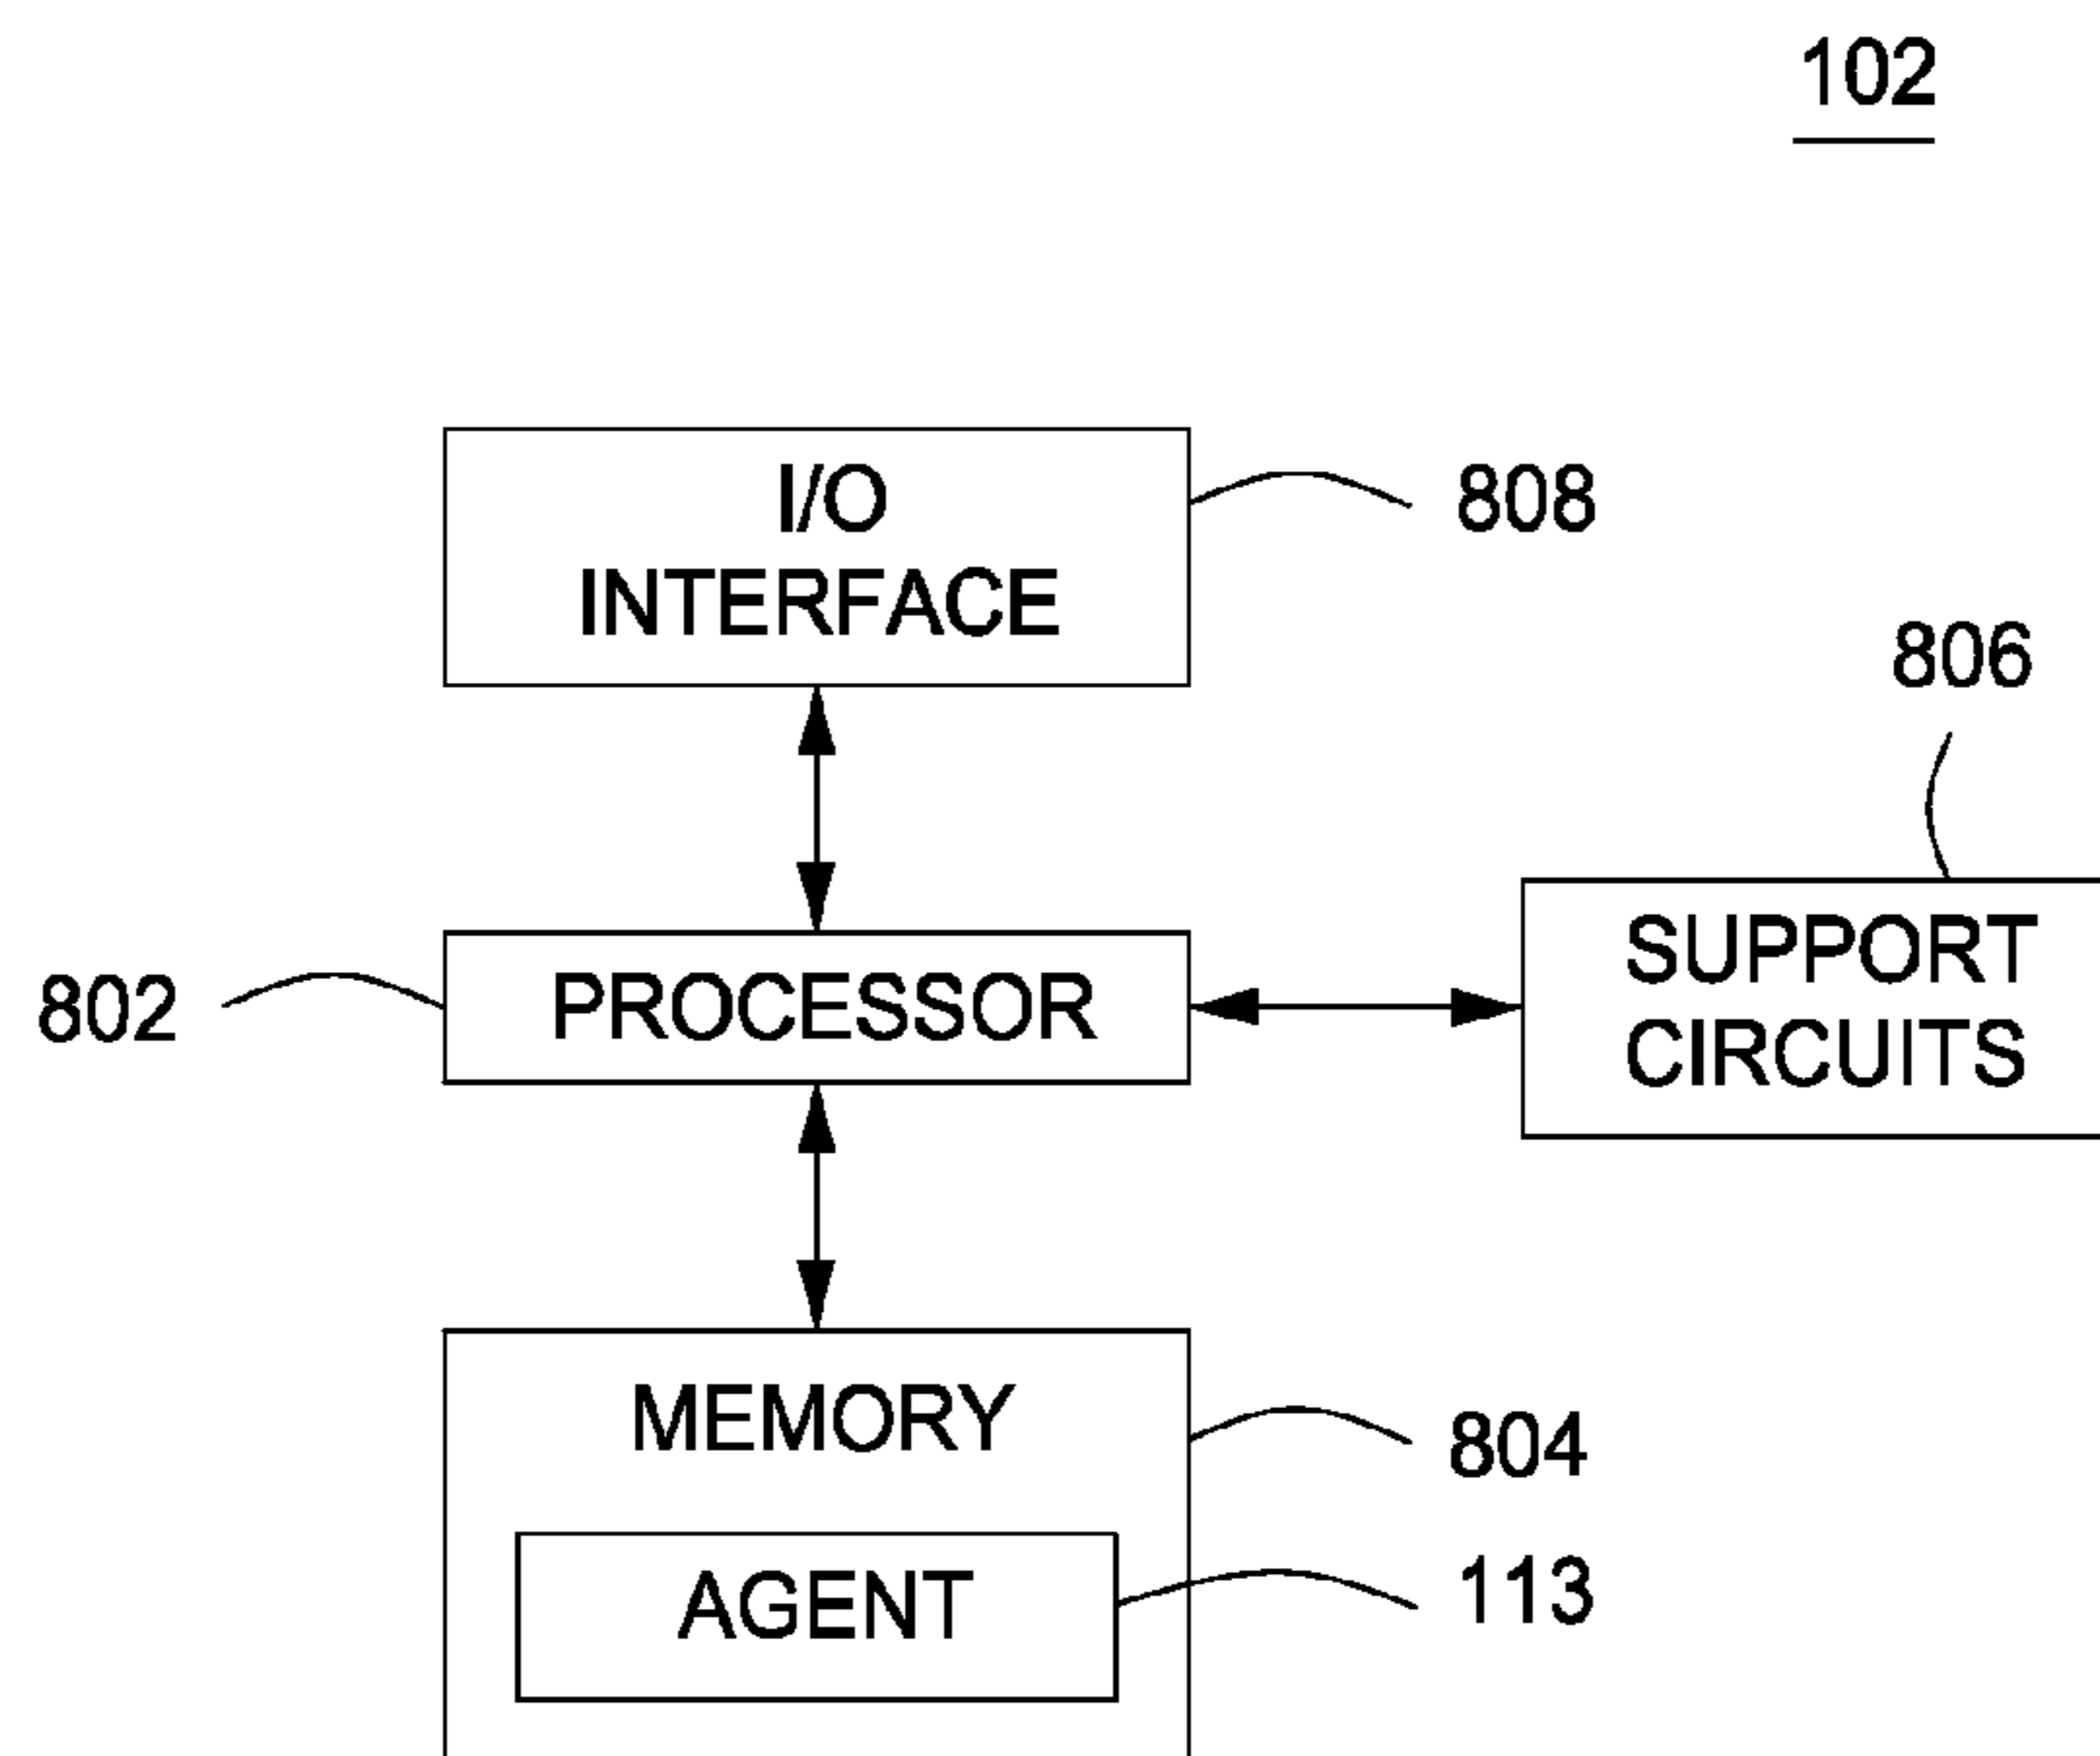 102
I/O
INTERFACE
808
806
802
PROCESSOR
SUPPORT
CIRCUITS
MEMORY
804
AGENT
113